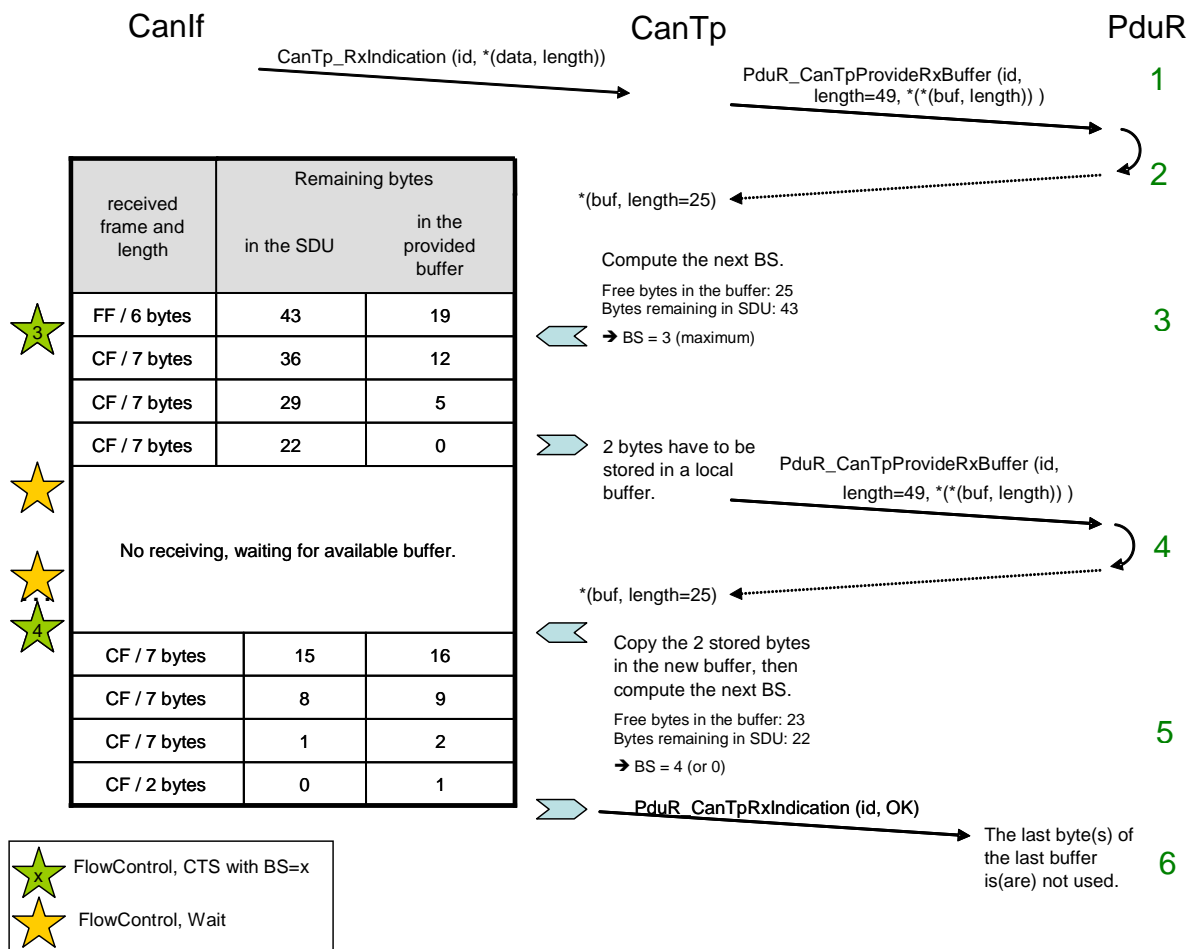 CanIf
CanTp
PduR
CanTp_RxIndication (id, *(data, length))
PduR_CanTpProvideRxBuffer (id,
length=49, *(*(buf, length)) )
1
2
*(buf, length=25)
received
frame and
length
Remaining bytes
in the SDU
in the
provided
buffer
Compute the next BS.
Free bytes in the buffer: 25
Bytes remaining in SDU: 43
➔ BS = 3 (maximum)
3
3
FF / 6 bytes 43 19
CF / 7 bytes 36 12
CF / 7 bytes 29 5
CF / 7 bytes 22 0
2 bytes have to be
stored in a local
buffer.
PduR_CanTpProvideRxBuffer (id,
length=49, *(*(buf, length)) )
No receiving, waiting for available buffer.
4
*(buf, length=25)
...
4
CF / 7 bytes 15 16
CF / 7 bytes 8 9
CF / 7 bytes 1 2
CF / 2 bytes 0 1
Copy the 2 stored bytes
in the new buffer, then
compute the next BS.
Free bytes in the buffer: 23
Bytes remaining in SDU: 22
➔ BS = 4 (or 0)
5
PduR_CanTpRxIndication (id, OK)
The last byte(s) of
the last buffer
is(are) not used.
6
x FlowControl, CTS with BS=x
FlowControl, Wait